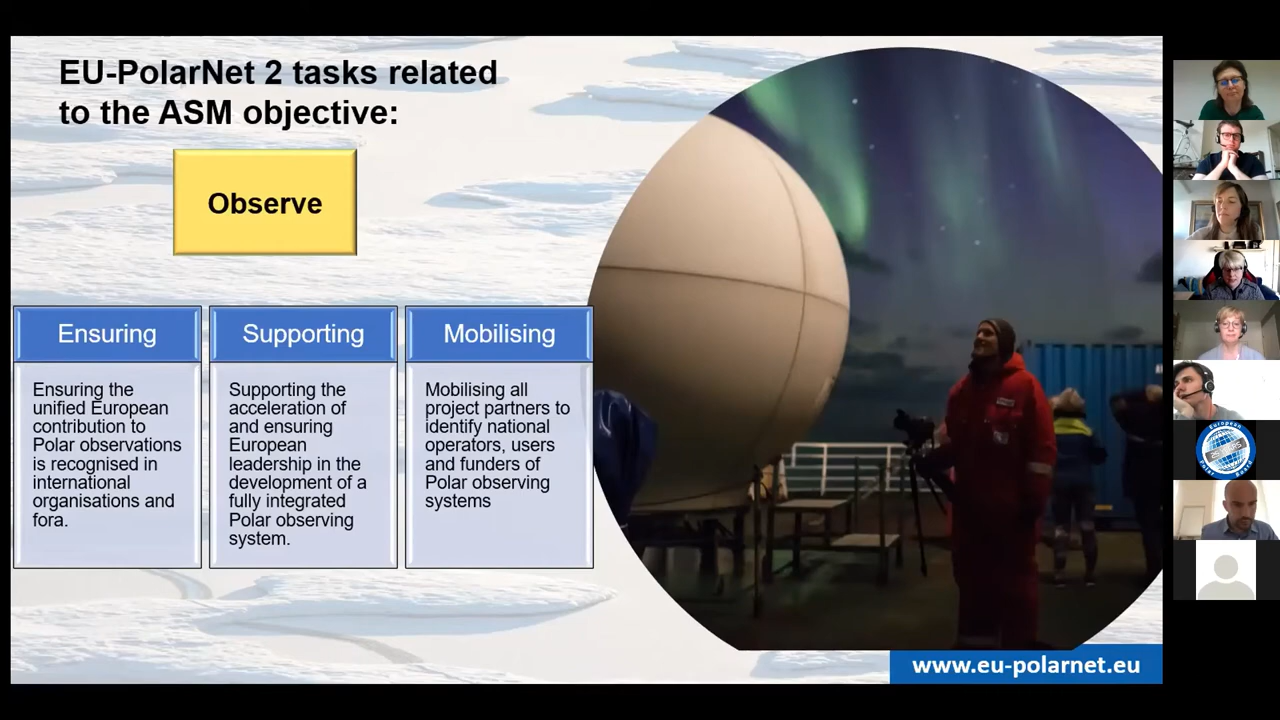 EU-PolarNet 2 tasks related
to the ASM objective:
Observe
Ensuring
Ensuring the
unified European
contribution to
Polar observations
is recognised in
international
organisations and
fora.
Supporting
Supporting the
acceleration of
and ensuring
European
leadership in the
development of a
fully integrated
Polar observing
system.
Mobilising
Mobilising all
project partners to
identify national
operators, users
and funders of
Polar observing
systems
www.eu-polarnet.eu
European
Polar Board